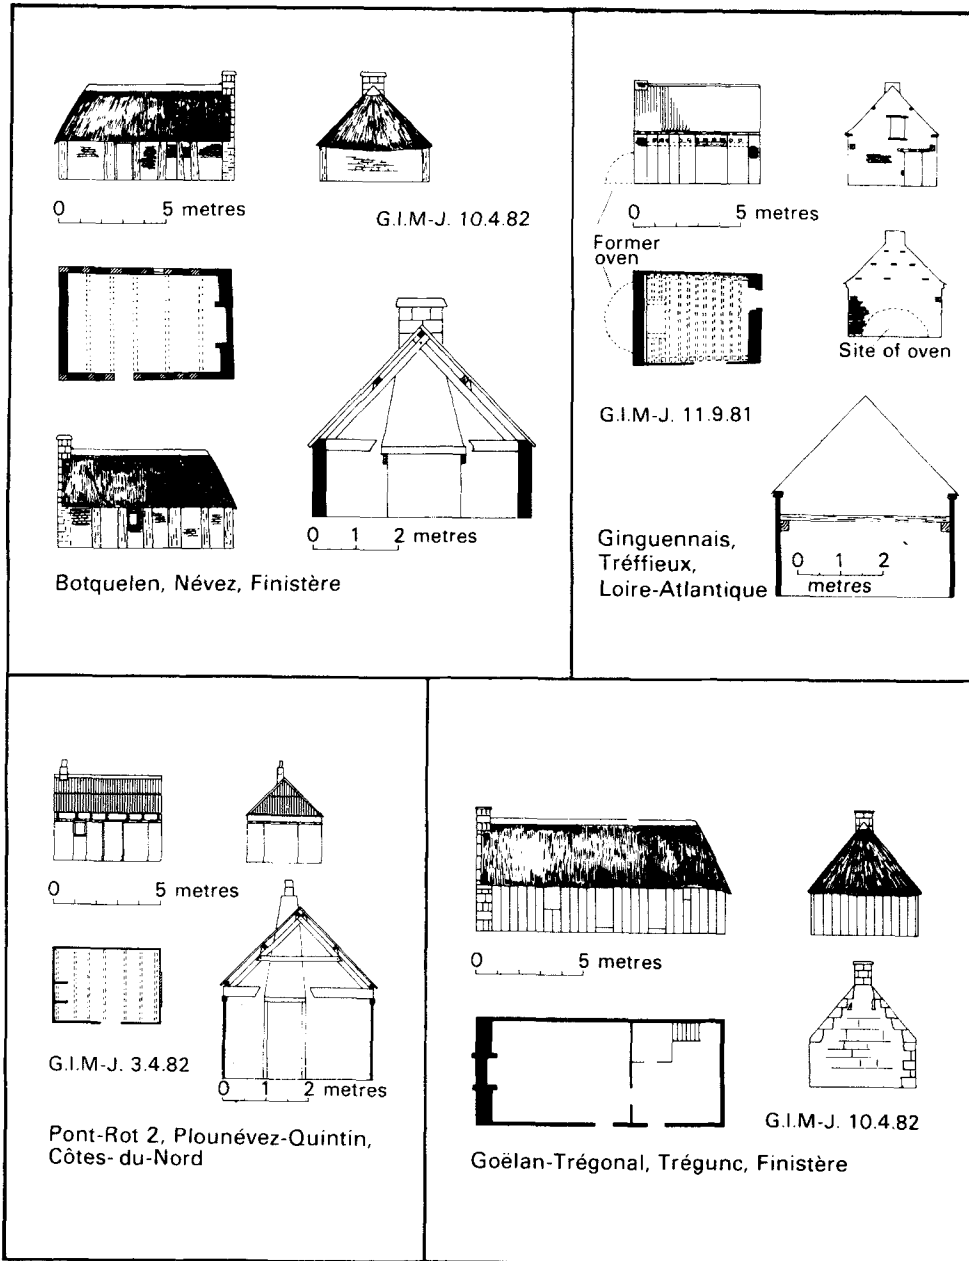 0 5 metres
G.I.M-J. 10.4.82
0 1 2 metres
Botquelen, Névez, Finistère
0 5 metres
Former
oven
Site of oven
G.I.M-J. 11.9.81
Ginguennais,
Tréffieux,
Loire-Atlantique
0 1 2
metres
0 5 metres
G.I.M-J. 3.4.82
0 1 2 metres
Pont-Rot 2, Plounévez-Quintin,
Côtes-du-Nord
0 5 metres
G.I.M-J. 10.4.82
Goëlan-Trégonal, Trégunc, Finistère